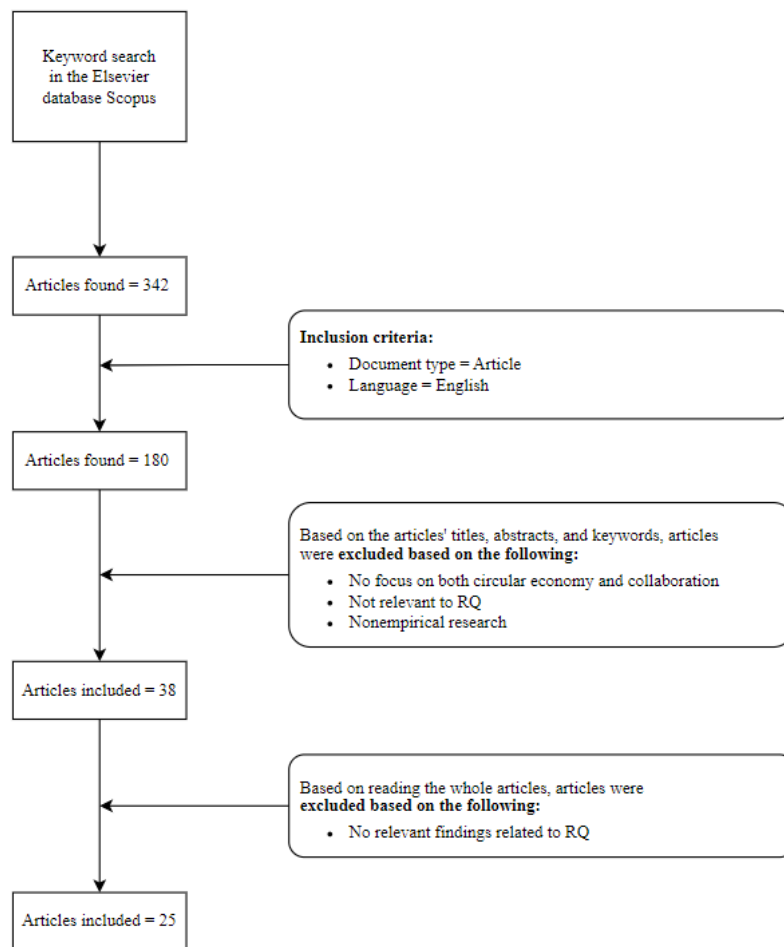 Keyword search
in the Elsevier
database Scopus
Articles found = 342
Inclusion criteria:
• Document type = Article
• Language = English
Articles found = 180
Based on the articles' titles, abstracts, and keywords, articles
were excluded based on the following:
• No focus on both circular economy and collaboration
• Not relevant to RQ
• Nonempirical research
Articles included = 38
Based on reading the whole articles, articles were
excluded based on the following:
• No relevant findings related to RQ
Articles included = 25